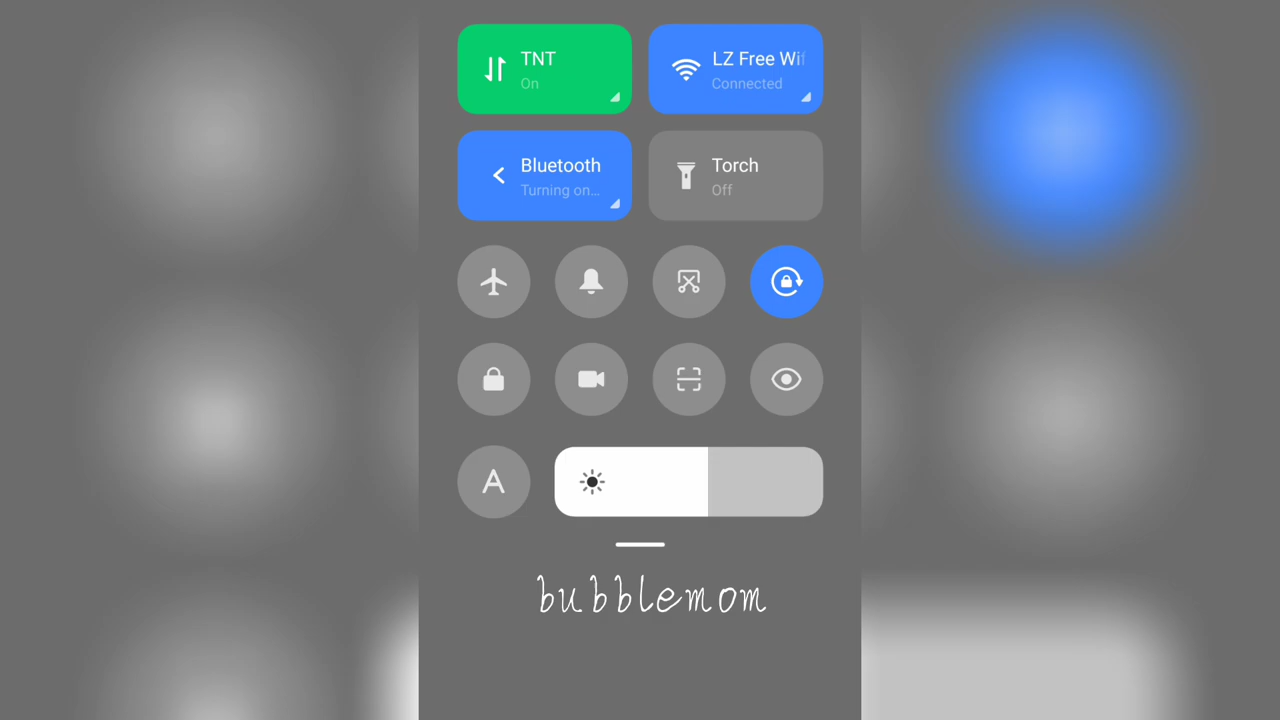 TNT
On
LZ Free Wif
Connected
Bluetooth
Turning on...
Torch
Off
A
bubblemom